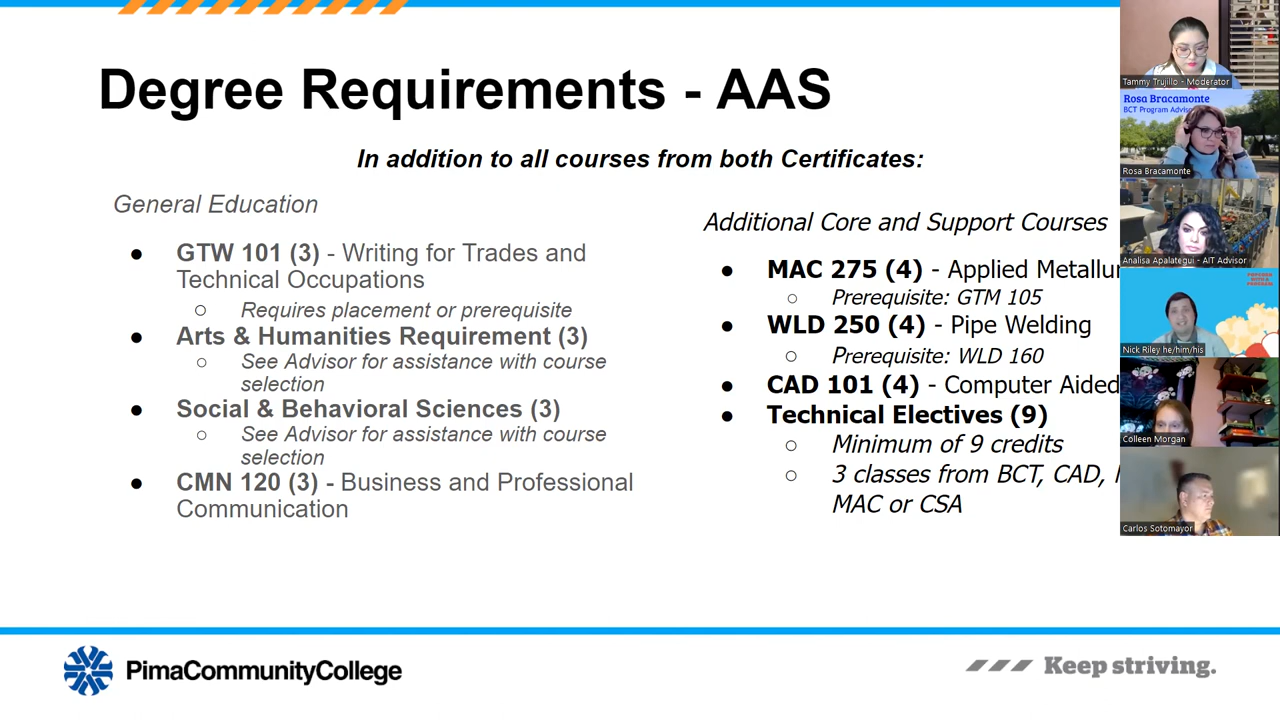 Degree Requirements - AAS
In addition to all courses from both Certificates:
General Education
● GTW 101 (3) - Writing for Trades and
Technical Occupations
○ Requires placement or prerequisite
● Arts & Humanities Requirement (3)
○ See Advisor for assistance with course
selection
● Social & Behavioral Sciences (3)
○ See Advisor for assistance with course
selection
● CMN 120 (3) - Business and Professional
Communication
Additional Core and Support Courses
● MAC 275 (4) - Applied
○ Prerequisite: GTM 105
● WLD 250 (4) - Pipe Welding
○ Prerequisite: WLD 160
● CAD 101 (4) - Computer Aided
● Technical Electives (9)
○ Minimum of 9 credits
○ 3 classes from BCT, CAD,
MAC or CSA
Tammy Trujillo - Moderator
Rosa Bracamonte
BCT Program
Rosa Bracamonte
Analisa Apalategui - AIT Advisor
Nick Riley he/him/his
Colleen Morgan
Carlos Sotomayor
PimaCommunityCollege
Keep striving.